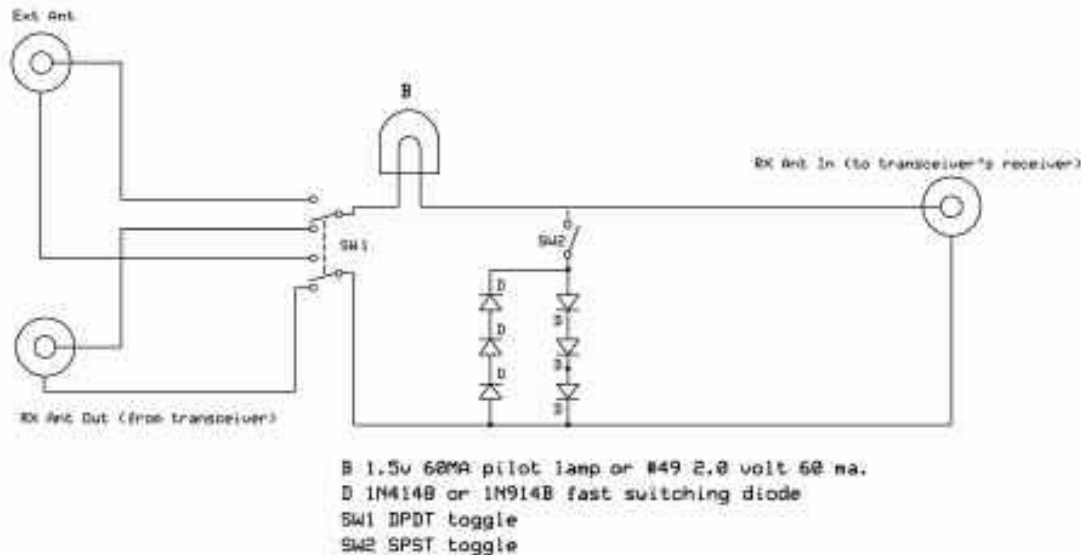 Ext Ant
B
RX Ant In (to transceiver's receiver)
SW1
SW2
D
D
D
D
D
D
RX Ant Out (from transceiver)
B 1.5v 60MA pilot lamp or #49 2.0 volt 60 ma.
D 1N4148 or 1N914B fast switching diode
SW1 DPDT toggle
SW2 SPST toggle